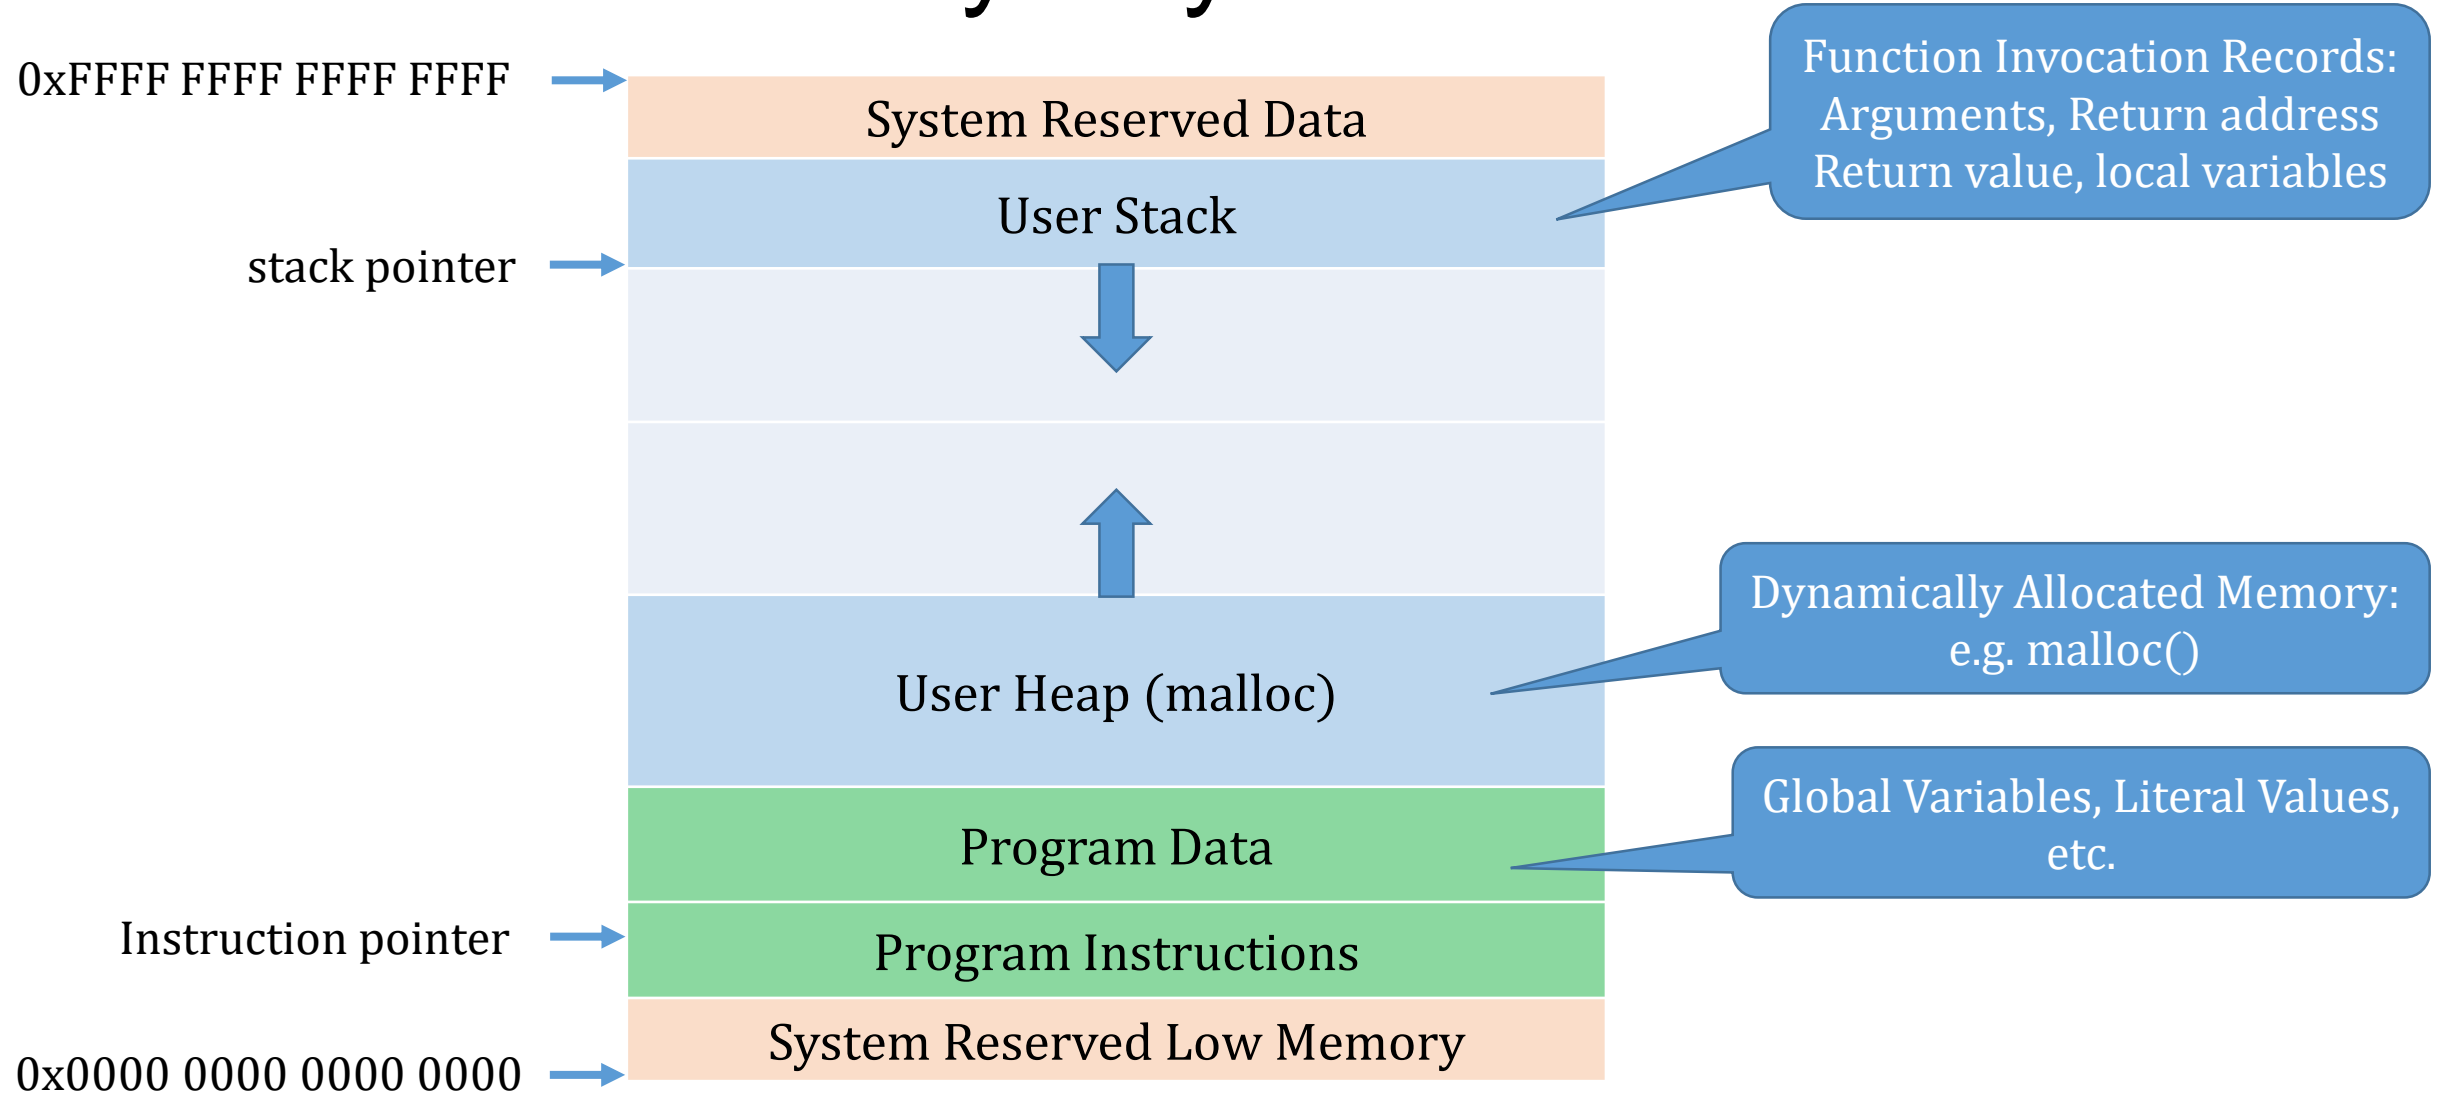 0xFFFF FFFF FFFF FFFF
System Reserved Data
Function Invocation Records:
Arguments, Return address
Return value, local variables
User Stack
stack pointer
Dynamically Allocated Memory:
e.g. malloc()
User Heap (malloc)
Global Variables, Literal Values,
etc.
Program Data
Instruction pointer
Program Instructions
System Reserved Low Memory
0x0000 0000 0000 0000